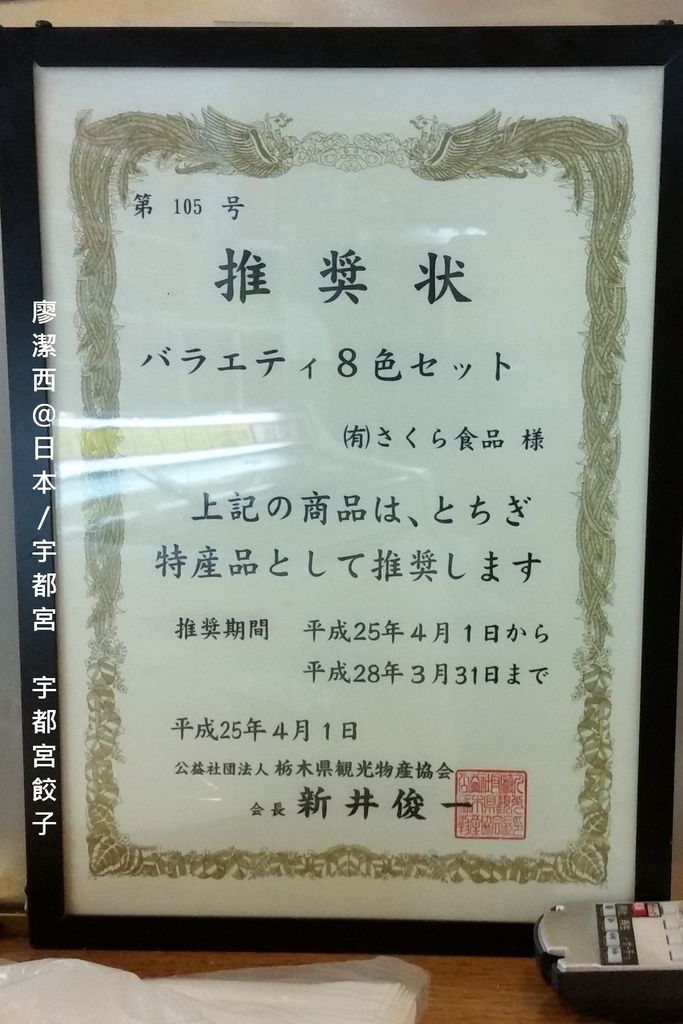 第 105 号
推奨状
バラエティ8色セット
㈲さくら食品 様
上記の商品は、とちぎ
特産品として推奨します
推奨期間 平成25年4月1日から
平成28年3月31日まで
平成25年4月1日
公益社団法人 栃木県観光物産協会
会長 新井俊一
廖潔西@日本/宇都宮 宇都宮餃子